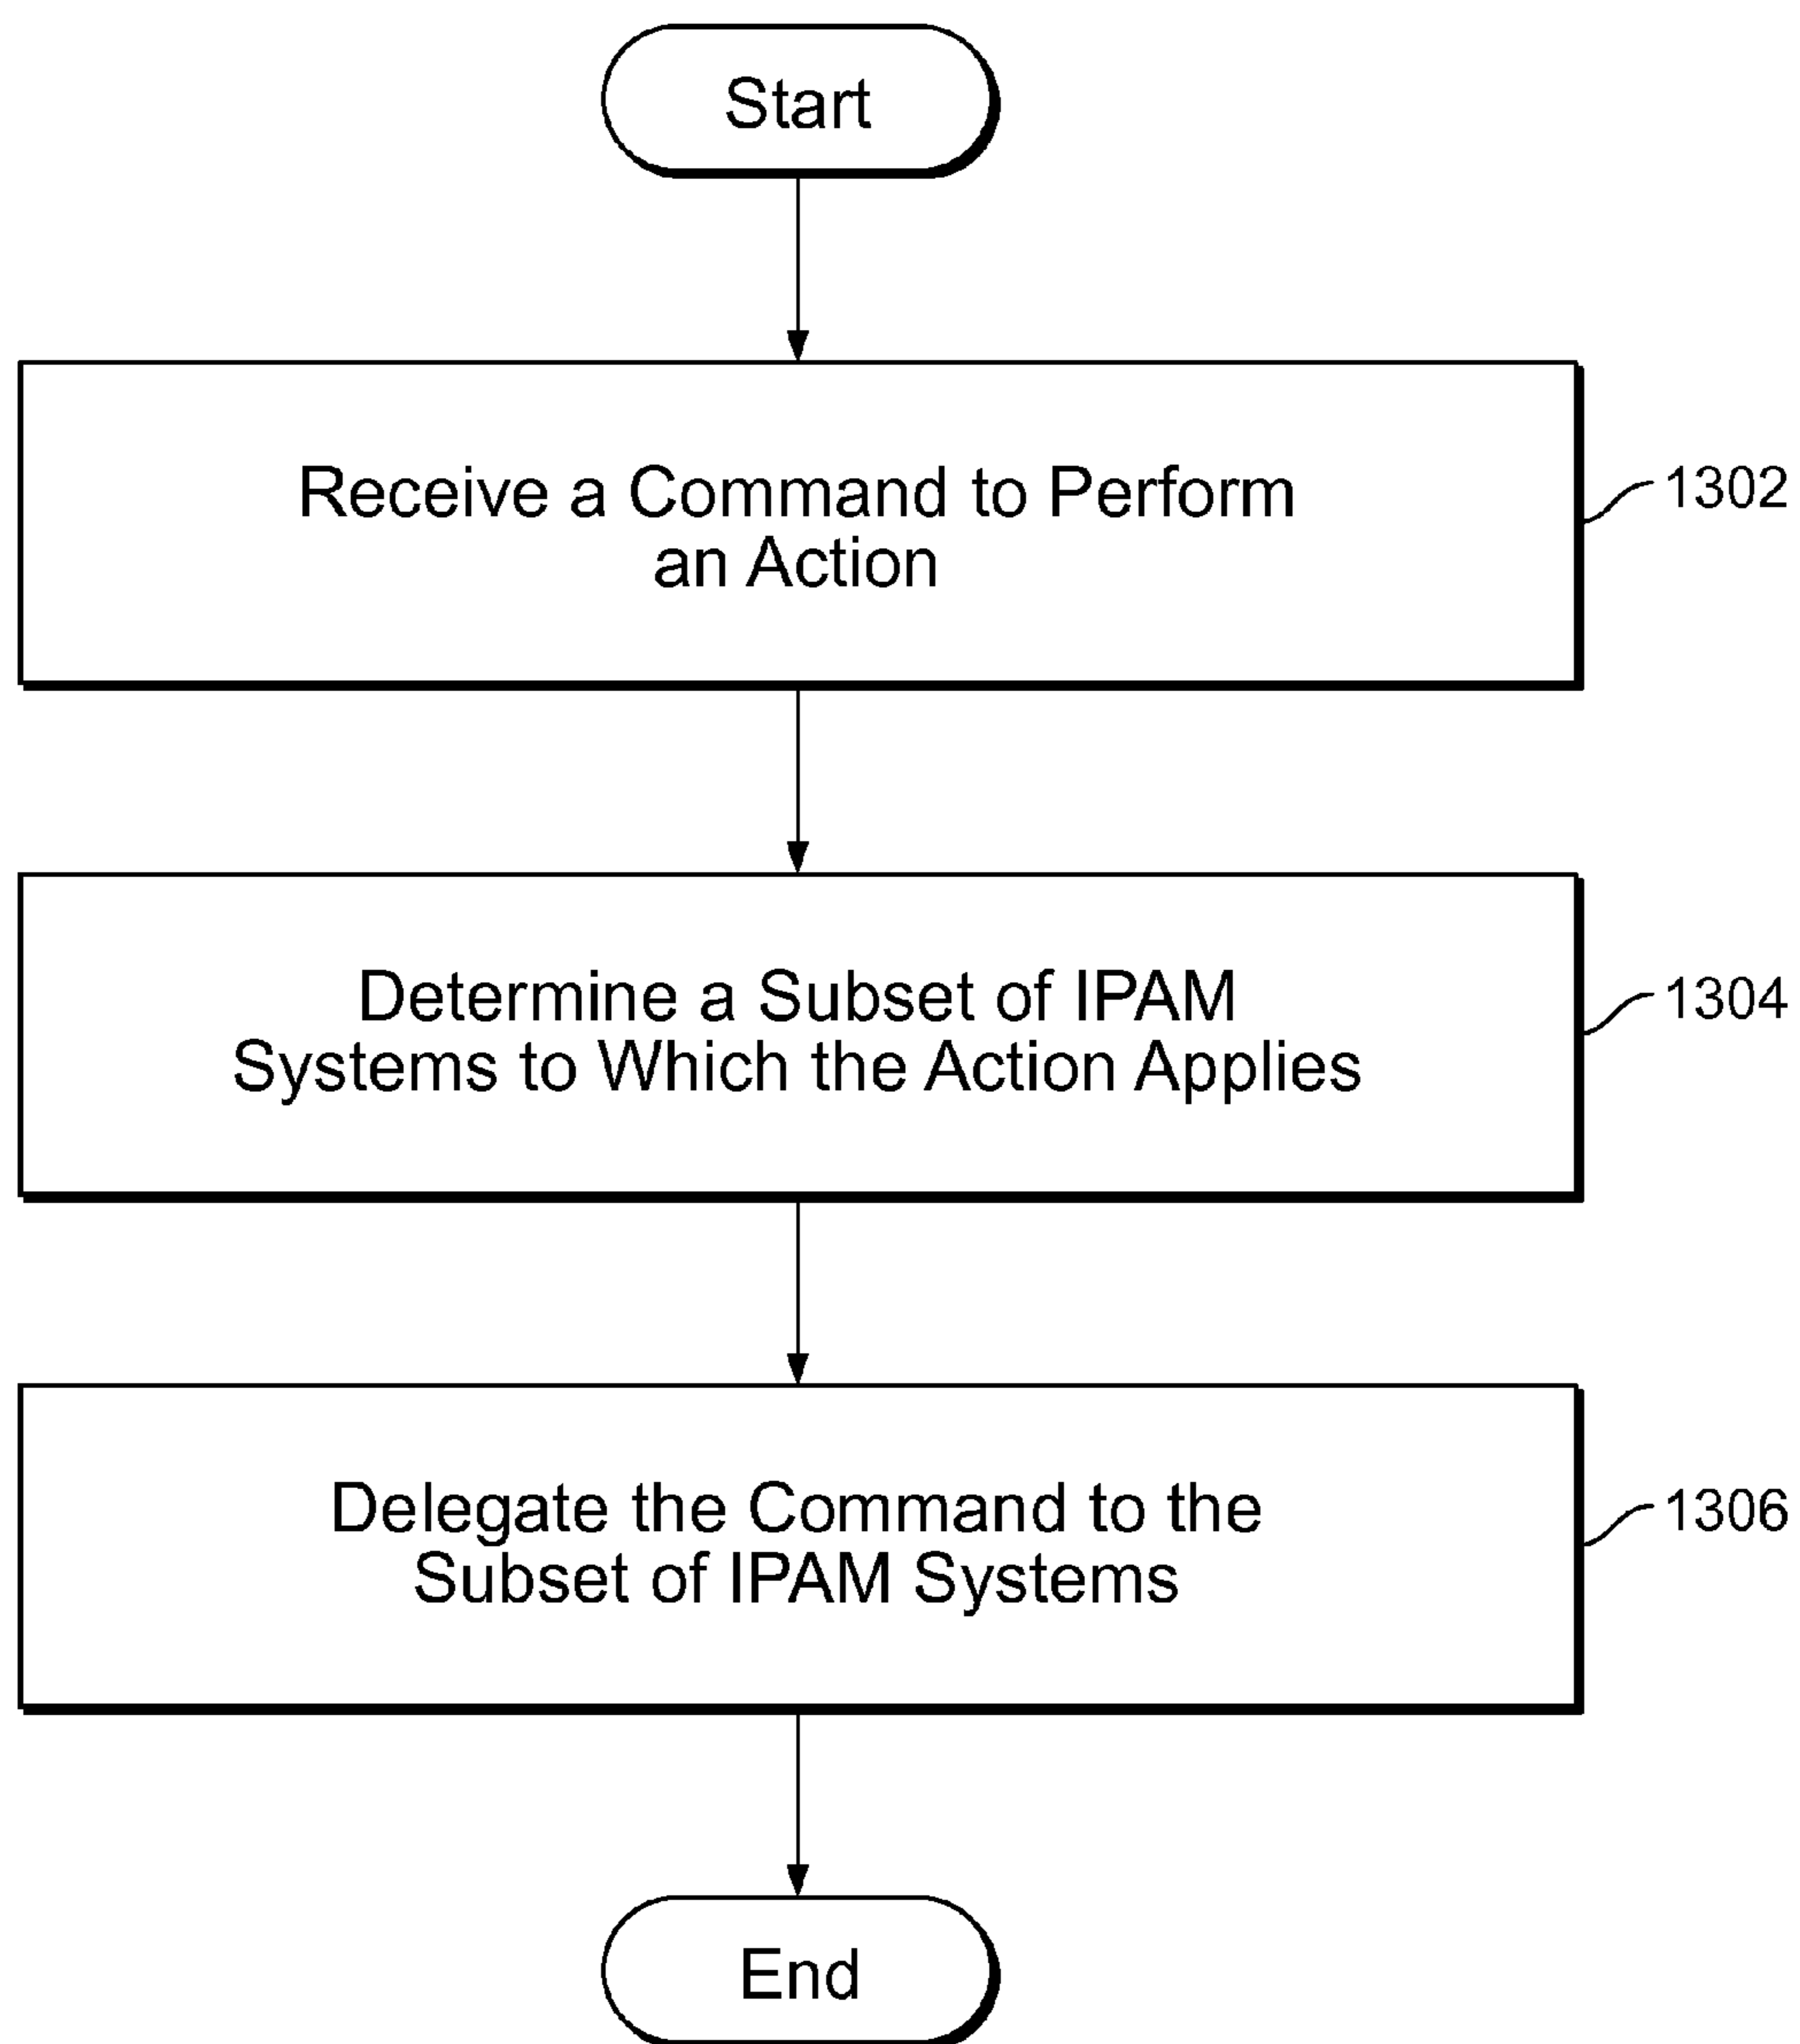 Start
Receive a Command to Perform
an Action
1302
Determine a Subset of IPAM
Systems to Which the Action Applies
1304
Delegate the Command to the
Subset of IPAM Systems
1306
End